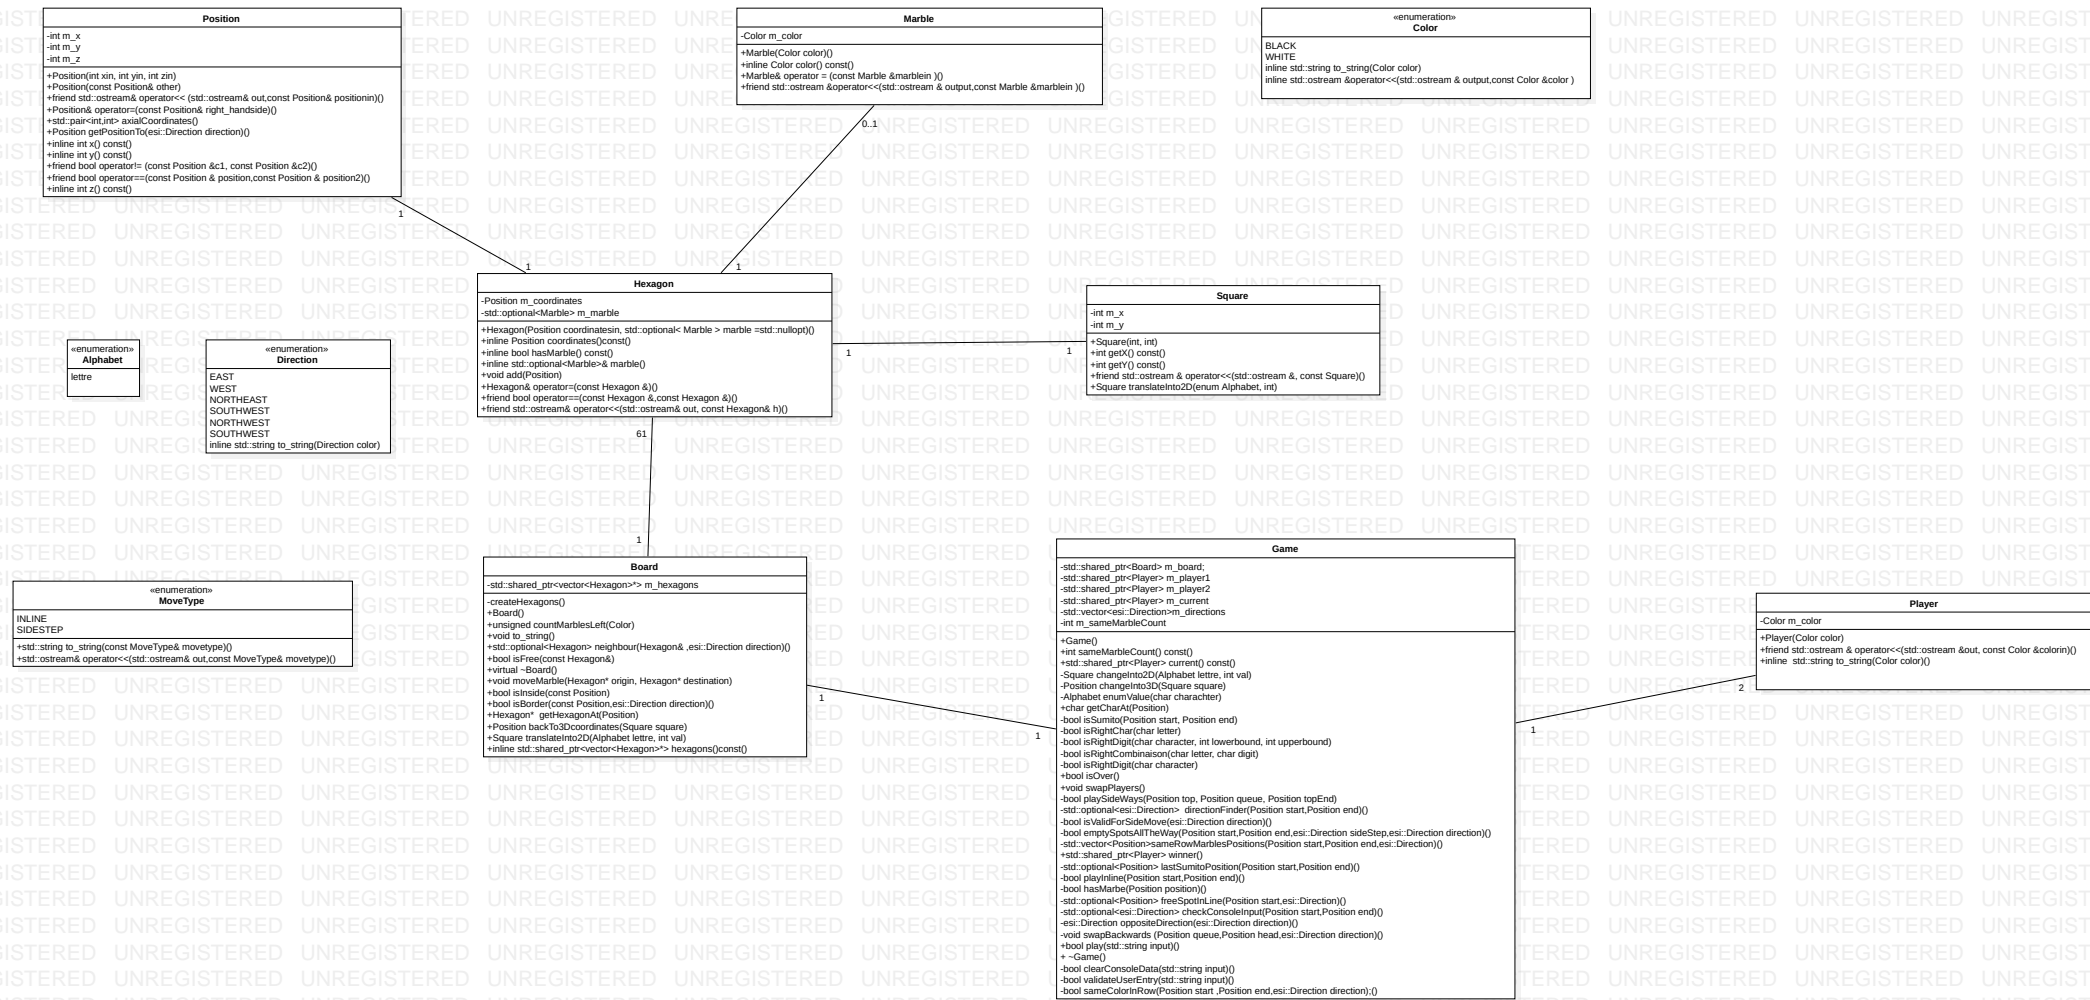 Position
-int m_x
-int m_y
-int m_z
+Position(int xin, int yin, int zin)
+Position(const Position& other)
+friend std::ostream& operator<< (std::ostream& out,const Position& positionin)()
+Position& operator=(const Position& right_handside)()
+std::pair<int,int> axialCoordinates()
+Position getPositionTo(esi::Direction direction)()
+inline int x() const()
+inline int y() const()
+friend bool operator!= (const Position &c1, const Position &c2)()
+friend bool operator==(const Position & position,const Position & position2)()
+inline int z() const()
Marble
-Color m_color
+Marble(Color color)()
+inline Color color() const()
+Marble& operator = (const Marble &marblein )()
+friend std::ostream &operator<<(std::ostream & output,const Marble &marblein )()
«enumeration»
Color
BLACK
WHITE
inline std::string to_string(Color color)
inline std::ostream &operator<<(std::ostream & output,const Color &color )
0..1
1
1
1
Hexagon
-Position m_coordinates
-std::optional<Marble> m_marble
+Hexagon(Position coordinatesin, std::optional< Marble > marble =std::nullopt)()
+inline Position coordinates()const()
+inline bool hasMarble() const()
+inline std::optional<Marble>& marble()
+void add(Position)
+Hexagon& operator=(const Hexagon &)()
+friend bool operator==(const Hexagon &,const Hexagon &)()
+friend std::ostream& operator<<(std::ostream& out, const Hexagon& h)()
Square
-int m_x
-int m_y
+Square(int, int)
+int getX() const()
+int getY() const()
+friend std::ostream & operator<<(std::ostream &, const Square)()
+Square translateInto2D(enum Alphabet, int)
1
1
«enumeration»
Alphabet
lettre
«enumeration»
Direction
EAST
WEST
NORTHEAST
SOUTHWEST
NORTHWEST
SOUTHWEST
inline std::string to_string(Direction color)
61
1
«enumeration»
MoveType
INLINE
SIDESTEP
+std::string to_string(const MoveType& movetype)()
+std::ostream& operator<<(std::ostream& out,const MoveType& movetype)()
Board
-std::shared_ptr<vector<Hexagon>*> m_hexagons
-createHexagons()
+Board()
+unsigned countMarblesLeft(Color)
+void to_string()
+std::optional<Hexagon> neighbour(Hexagon& ,esi::Direction direction)()
+bool isFree(const Hexagon&)
+virtual ~Board()
+void moveMarble(Hexagon* origin, Hexagon* destination)
+bool isInside(const Position)
+bool isBorder(const Position,esi::Direction direction)()
+Hexagon*  getHexagonAt(Position)
+Position backTo3Dcoordinates(Square square)
+Square translateInto2D(Alphabet lettre, int val)
+inline std::shared_ptr<vector<Hexagon>*> hexagons()const()
1
1
Game
-std::shared_ptr<Board> m_board;
-std::shared_ptr<Player> m_player1
-std::shared_ptr<Player> m_player2
-std::shared_ptr<Player> m_current
-std::vector<esi::Direction>m_directions
-int m_sameMarbleCount
+Game()
+int sameMarbleCount() const()
+std::shared_ptr<Player> current() const()
-Square changeInto2D(Alphabet lettre, int val)
-Position changeInto3D(Square square)
-Alphabet enumValue(char charachter)
+char getCharAt(Position)
-bool isSumito(Position start, Position end)
-bool isRightChar(char letter)
-bool isRightDigit(char character, int lowerbound, int upperbound)
-bool isRightCombinaison(char letter, char digit)
-bool isRightDigit(char character)
+bool isOver()
+void swapPlayers()
-bool playSideWays(Position top, Position queue, Position topEnd)
-std::optional<esi::Direction>  directionFinder(Position start,Position end)()
-bool isValidForSideMove(esi::Direction direction)()
-bool emptySpotsAllTheWay(Position start,Position end,esi::Direction sideStep,esi::Direction direction)()
-std::vector<Position>sameRowMarblesPositions(Position start,Position end,esi::Direction)()
+std::shared_ptr<Player> winner()
-std::optional<Position> lastSumitoPosition(Position start,Position end)()
-bool playInline(Position start,Position end)()
-bool hasMarbe(Position position)()
-std::optional<Position> freeSpotInLine(Position start,esi::Direction)()
-std::optional<esi::Direction> checkConsoleInput(Position start,Position end)()
-esi::Direction oppositeDirection(esi::Direction direction)()
-void swapBackwards (Position queue,Position head,esi::Direction direction)()
+bool play(std::string input)()
+ ~Game()
-bool clearConsoleData(std::string input)()
-bool validateUserEntry(std::string input)()
-bool sameColorInRow(Position start ,Position end,esi::Direction direction);()
2
1
Player
-Color m_color
+Player(Color color)
+friend std::ostream & operator<<(std::ostream &out, const Color &colorin)()
+inline  std::string to_string(Color color)()
UNREGISTERED